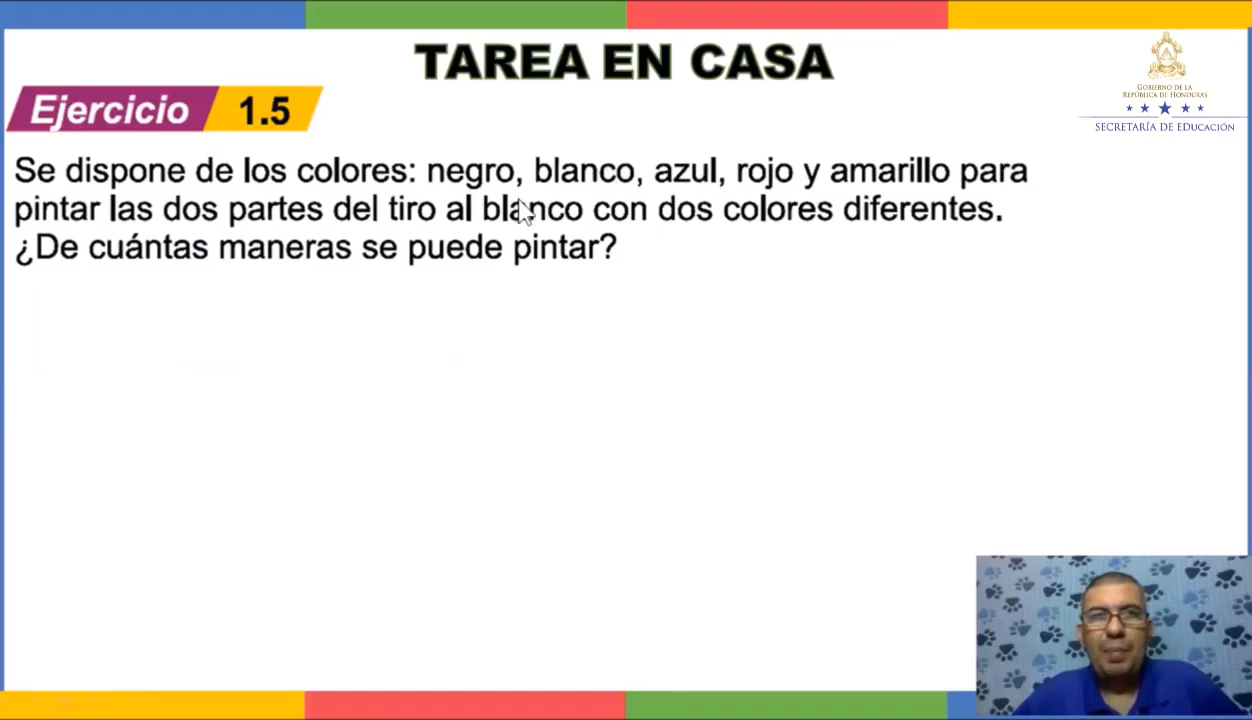 TAREA EN CASA
GOBIERNO DE LA
REPÚBLICA DE HONDURAS
SECRETARÍA DE EDUCACIÓN
Ejercicio 1.5
Se dispone de los colores: negro, blanco, azul, rojo y amarillo para
pintar las dos partes del tiro al blanco con dos colores diferentes.
¿De cuántas maneras se puede pintar?